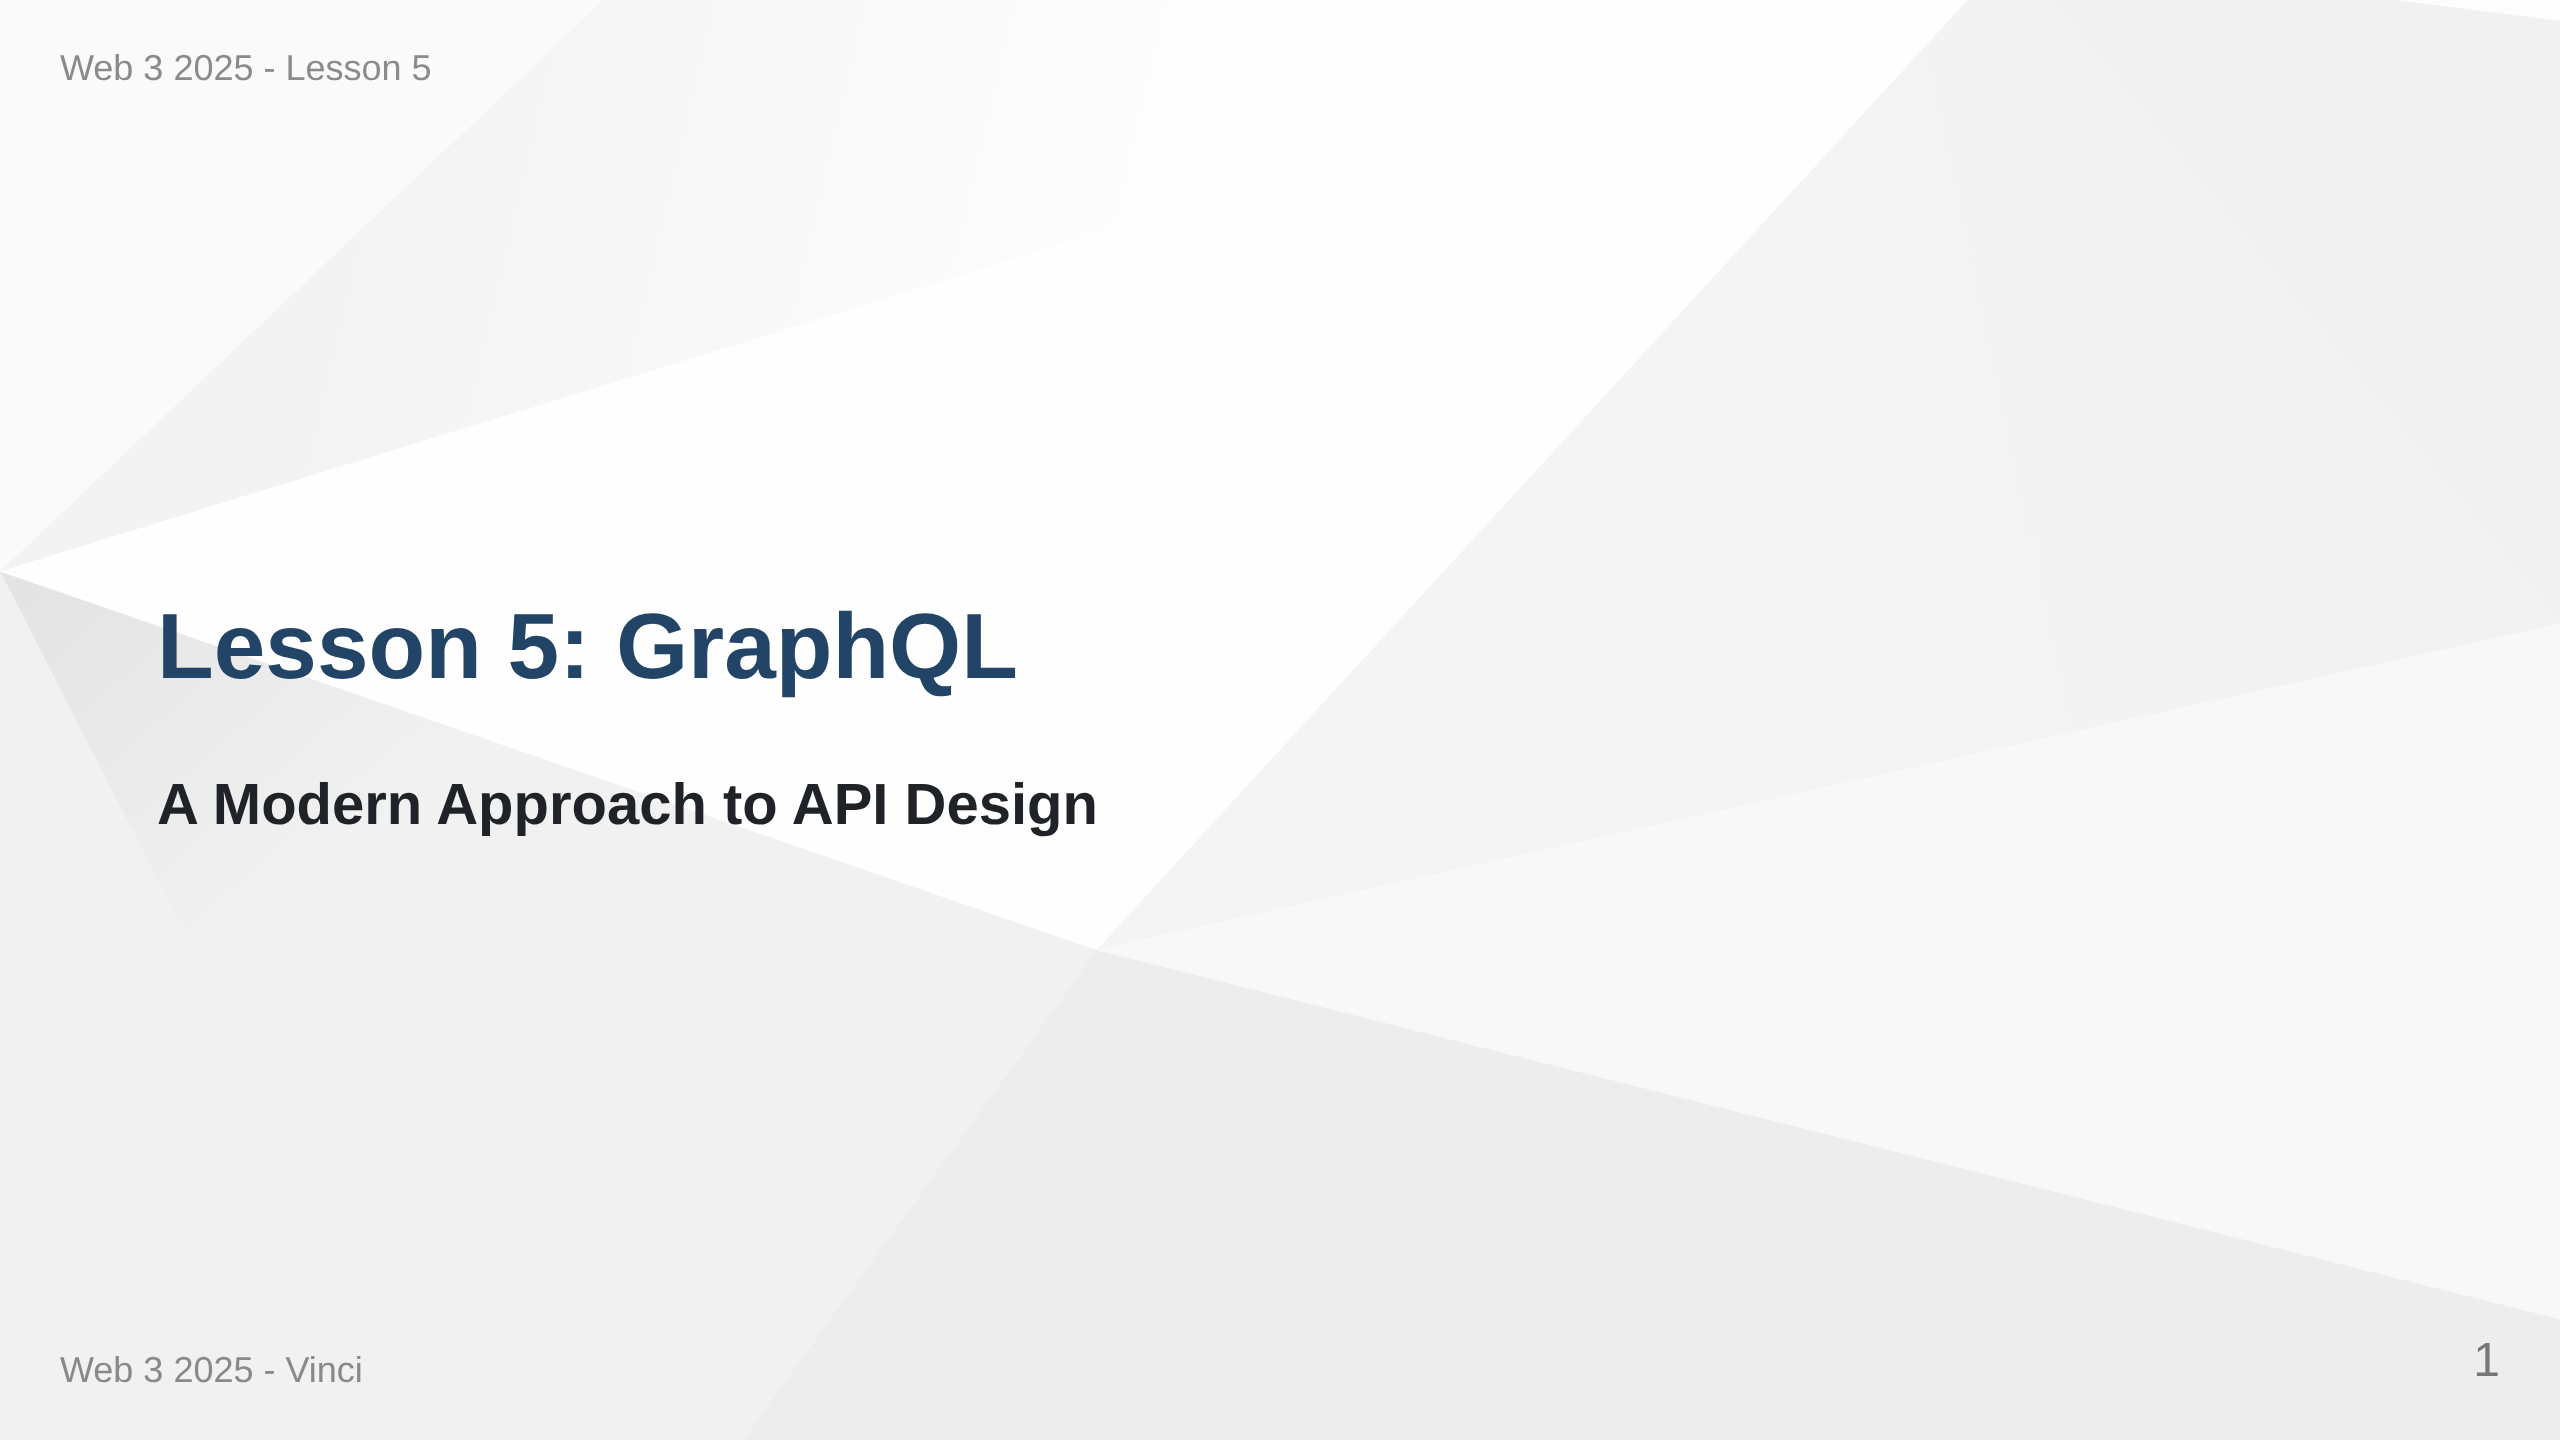 Web 3 2025 - Lesson 5
Lesson 5: GraphQL
A Modern Approach to API Design
Web 3 2025 - Vinci
1